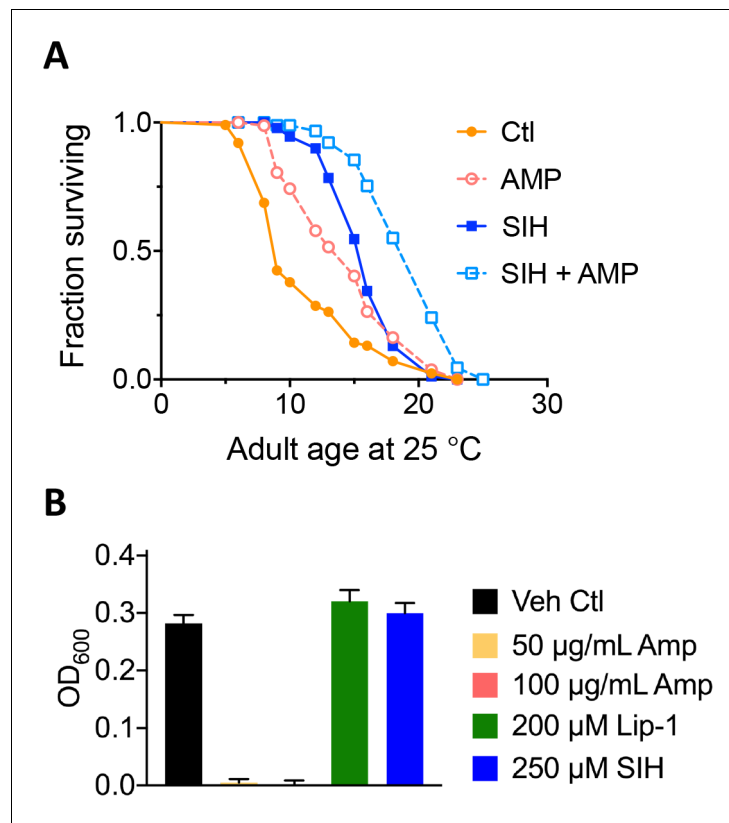 A
1.0
0.5
0.0
Fraction surviving
0
10
20
30
Adult age at 25 °C
Ctl
AMP
SIH
SIH + AMP
B
0.4
0.3
0.2
0.1
0.0
OD600
Veh Ctl
50 µg/mL Amp
100 µg/mL Amp
200 µM Lip-1
250 µM SIH